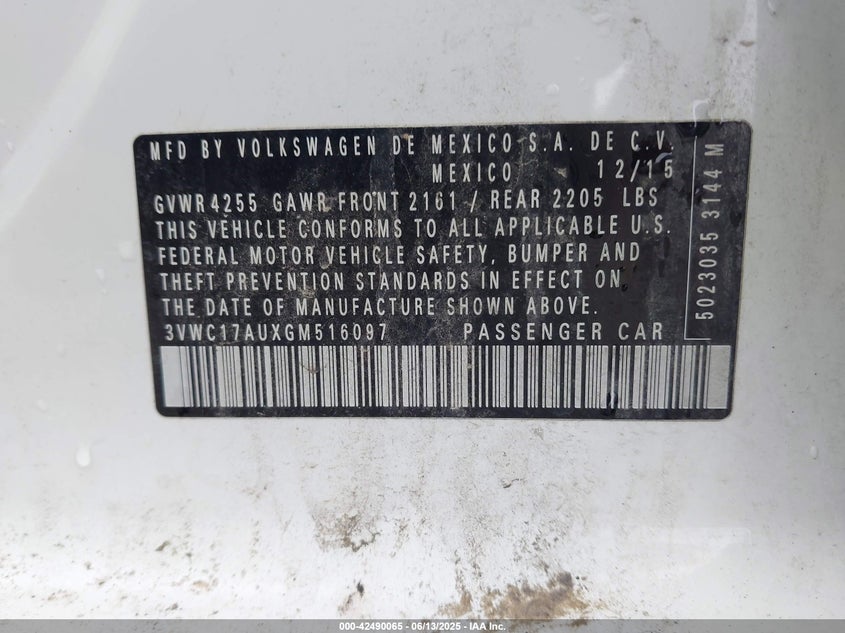 MFD BY VOLKSWAGEN DE MEXICO S.A. DE C.V.
MEXICO 12/15
GVWR 4255 GAWR FRONT 2161 / REAR 2205 LBS
THIS VEHICLE CONFORMS TO ALL APPLICABLE U.S.
FEDERAL MOTOR VEHICLE SAFETY, BUMPER AND
THEFT PREVENTION STANDARDS IN EFFECT ON
THE DATE OF MANUFACTURE SHOWN ABOVE.
3VWC17AUXGM516097 PASSENGER CAR
5023035 3144 M
000-42490065 - 06/13/2025 - IAA Inc.